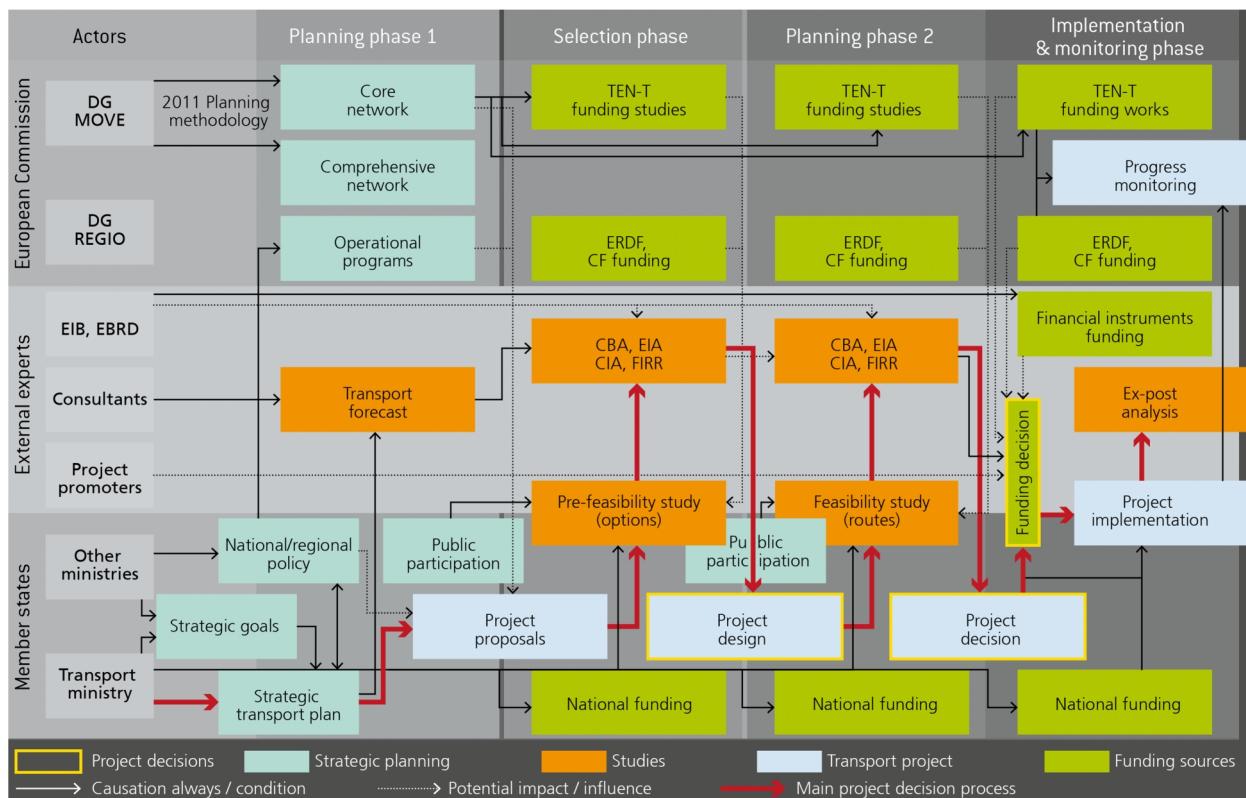 Actors
Planning phase 1
Selection phase
Planning phase 2
Implementation
& monitoring phase
European Commission
DG
MOVE
2011 Planning
methodology
Core
network
TEN-T
funding studies
TEN-T
funding studies
TEN-T
funding works
Comprehensive
network
Progress
monitoring
DG
REGIO
Operational
programs
ERDF,
CF funding
ERDF,
CF funding
ERDF,
CF funding
External experts
EIB, EBRD
Financial instruments
funding
CBA, EIA
CIA, FIRR
CBA, EIA
CIA, FIRR
Consultants
Transport
forecast
Ex-post
analysis
Project
promoters
Funding decision
Pre-feasibility study
(options)
Feasibility study
(routes)
Project
implementation
Member states
Other
ministries
National/regional
policy
Public
participation
Public
participation
Strategic goals
Project
proposals
Project
design
Project
decision
Transport
ministry
Strategic
transport plan
National funding
National funding
National funding
Project decisions
Strategic planning
Studies
Transport project
Funding sources
Causation always / condition
Potential impact / influence
Main project decision process